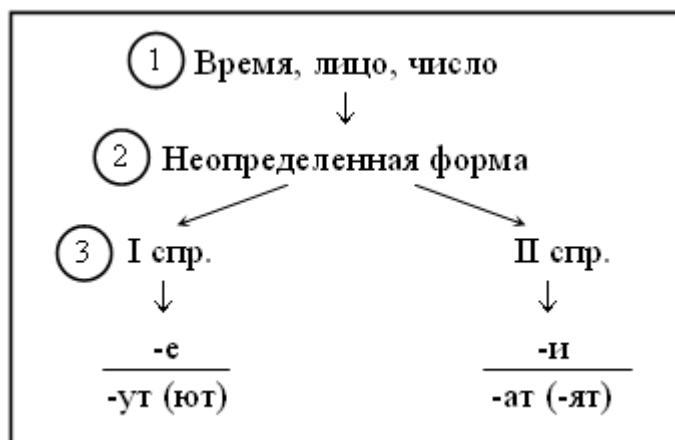 1 Время, лицо, число
2 Неопределенная форма
3 I спр. II спр.
-е -и
-ут (ют) -ат (-ят)